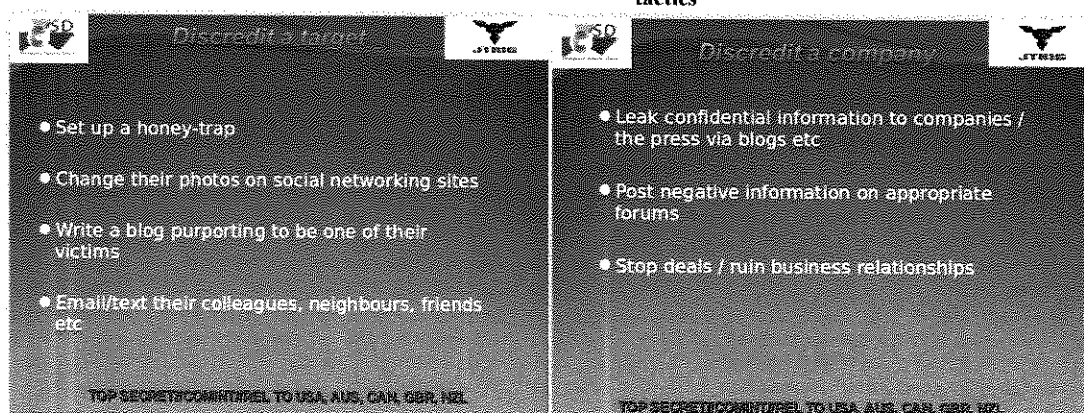 tactics
Discredit a target
JTRIG
• Set up a honey-trap
• Change their photos on social networking sites
• Write a blog purporting to be one of their
victims
• Email/text their colleagues, neighbours, friends
etc
TOP SECRET//COMINT//REL TO USA, AUS, CAN, GBR, NZL
Discredit a company
JTRIG
• Leak confidential information to companies /
the press via blogs etc
• Post negative information on appropriate
forums
• Stop deals / ruin business relationships
TOP SECRET//COMINT//REL TO USA, AUS, CAN, GBR, NZL